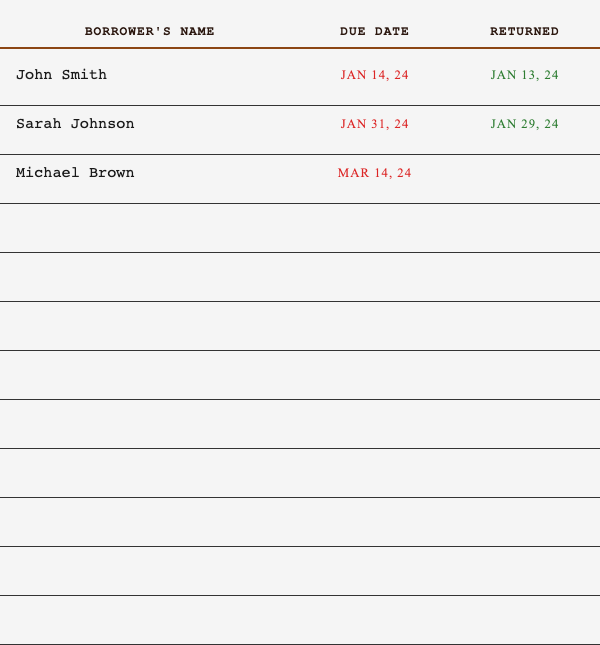 BORROWER'S NAME DUE DATE RETURNED
John Smith JAN 14, 24 JAN 13, 24
Sarah Johnson JAN 31, 24 JAN 29, 24
Michael Brown MAR 14, 24